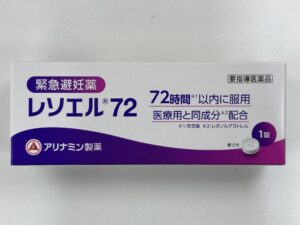 緊急避妊薬
要指導医薬品
レソエル®72
72時間※1以内に服用
医療用と同成分※2配合
※1:性交後 ※2:レボノルゲストレル
1錠
アリナミン製薬